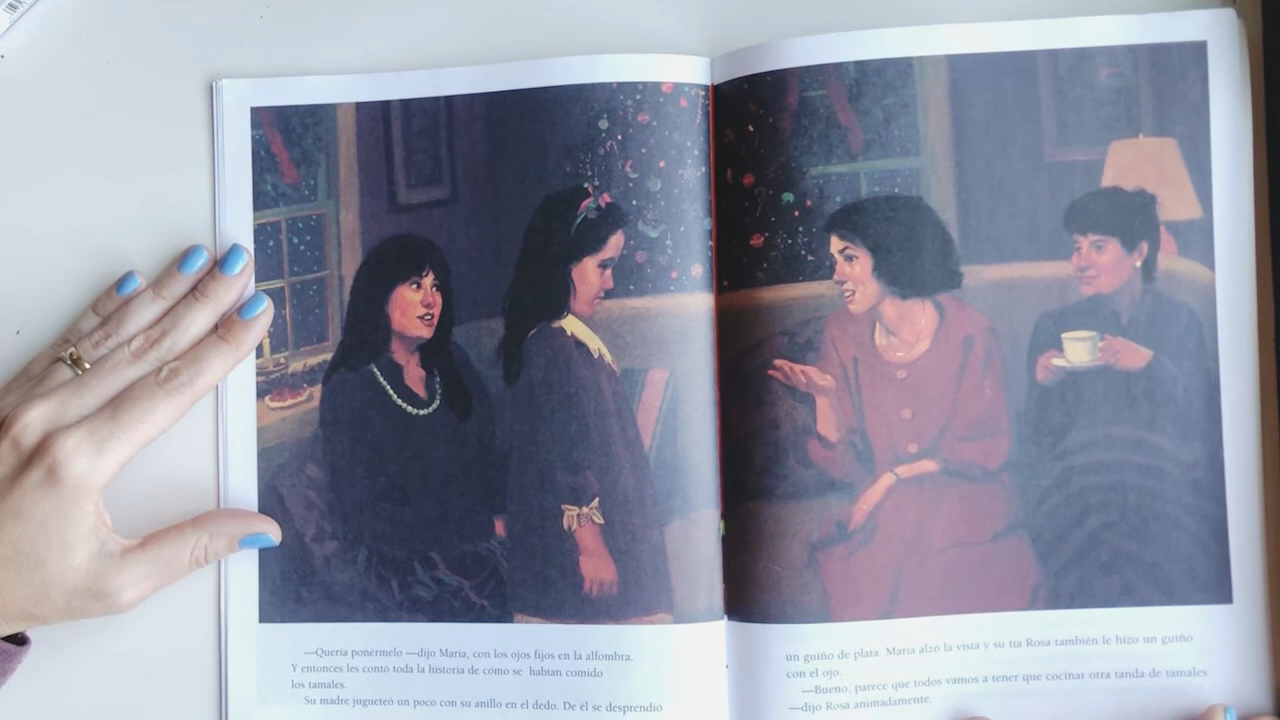 —Quería ponérmelo —dijo María, con los ojos fijos en la alfombra.
Y entonces les contó toda la historia de cómo se habían comido
los tamales.
Su madre jugueteó un poco con su anillo en el dedo. De él se desprendió
un guiño de plata. María alzó la vista y su tía Rosa también le hizo un guiño
con el ojo.
—Bueno, parece que todos vamos a tener que cocinar otra tanda de tamales
—dijo Rosa animadamente.